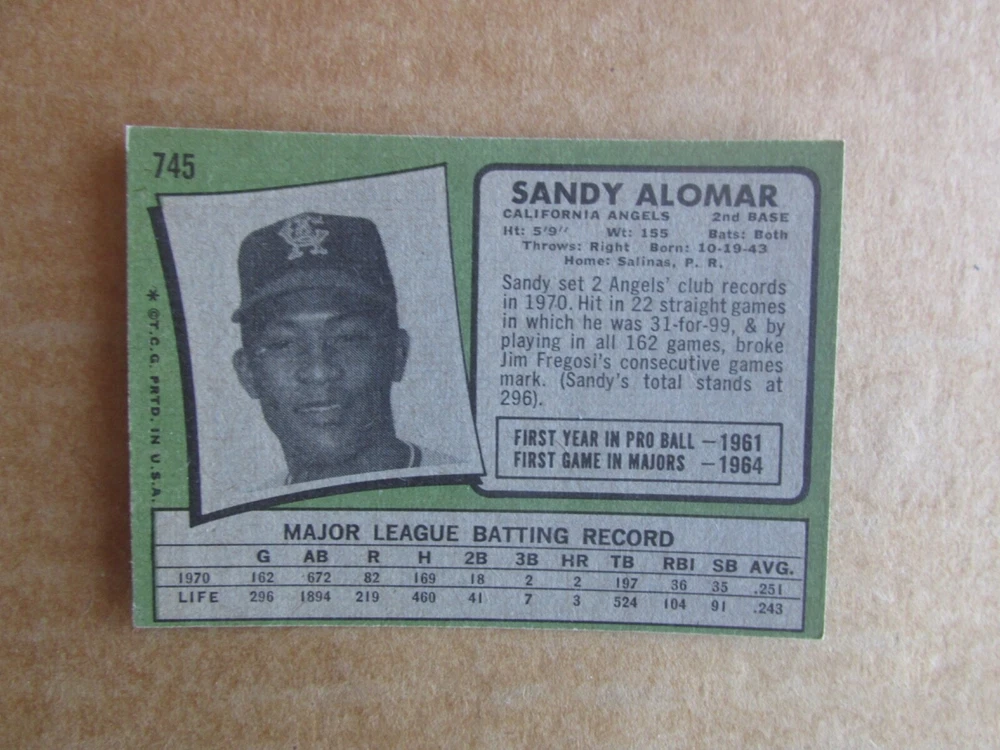 745
SANDY ALOMAR
CALIFORNIA ANGELS 2nd BASE
Ht: 5'9" Wt: 155 Bats: Both
Throws: Right Born: 10-19-43
Home: Salinas, P. R.
Sandy set 2 Angels' club records
in 1970. Hit in 22 straight games
in which he was 31-for-99, & by
playing in all 162 games, broke
Jim Fregosi's consecutive games
mark. (Sandy's total stands at
296).
FIRST YEAR IN PRO BALL — 1961
FIRST GAME IN MAJORS — 1964
* © T.C.G. PRTD. IN U.S.A.
MAJOR LEAGUE BATTING RECORD
G AB R H 2B 3B HR TB RBI SB AVG.
1970 162 672 82 169 18 2 2 197 36 35 .251
LIFE 296 1894 219 460 41 7 3 524 104 91 .243